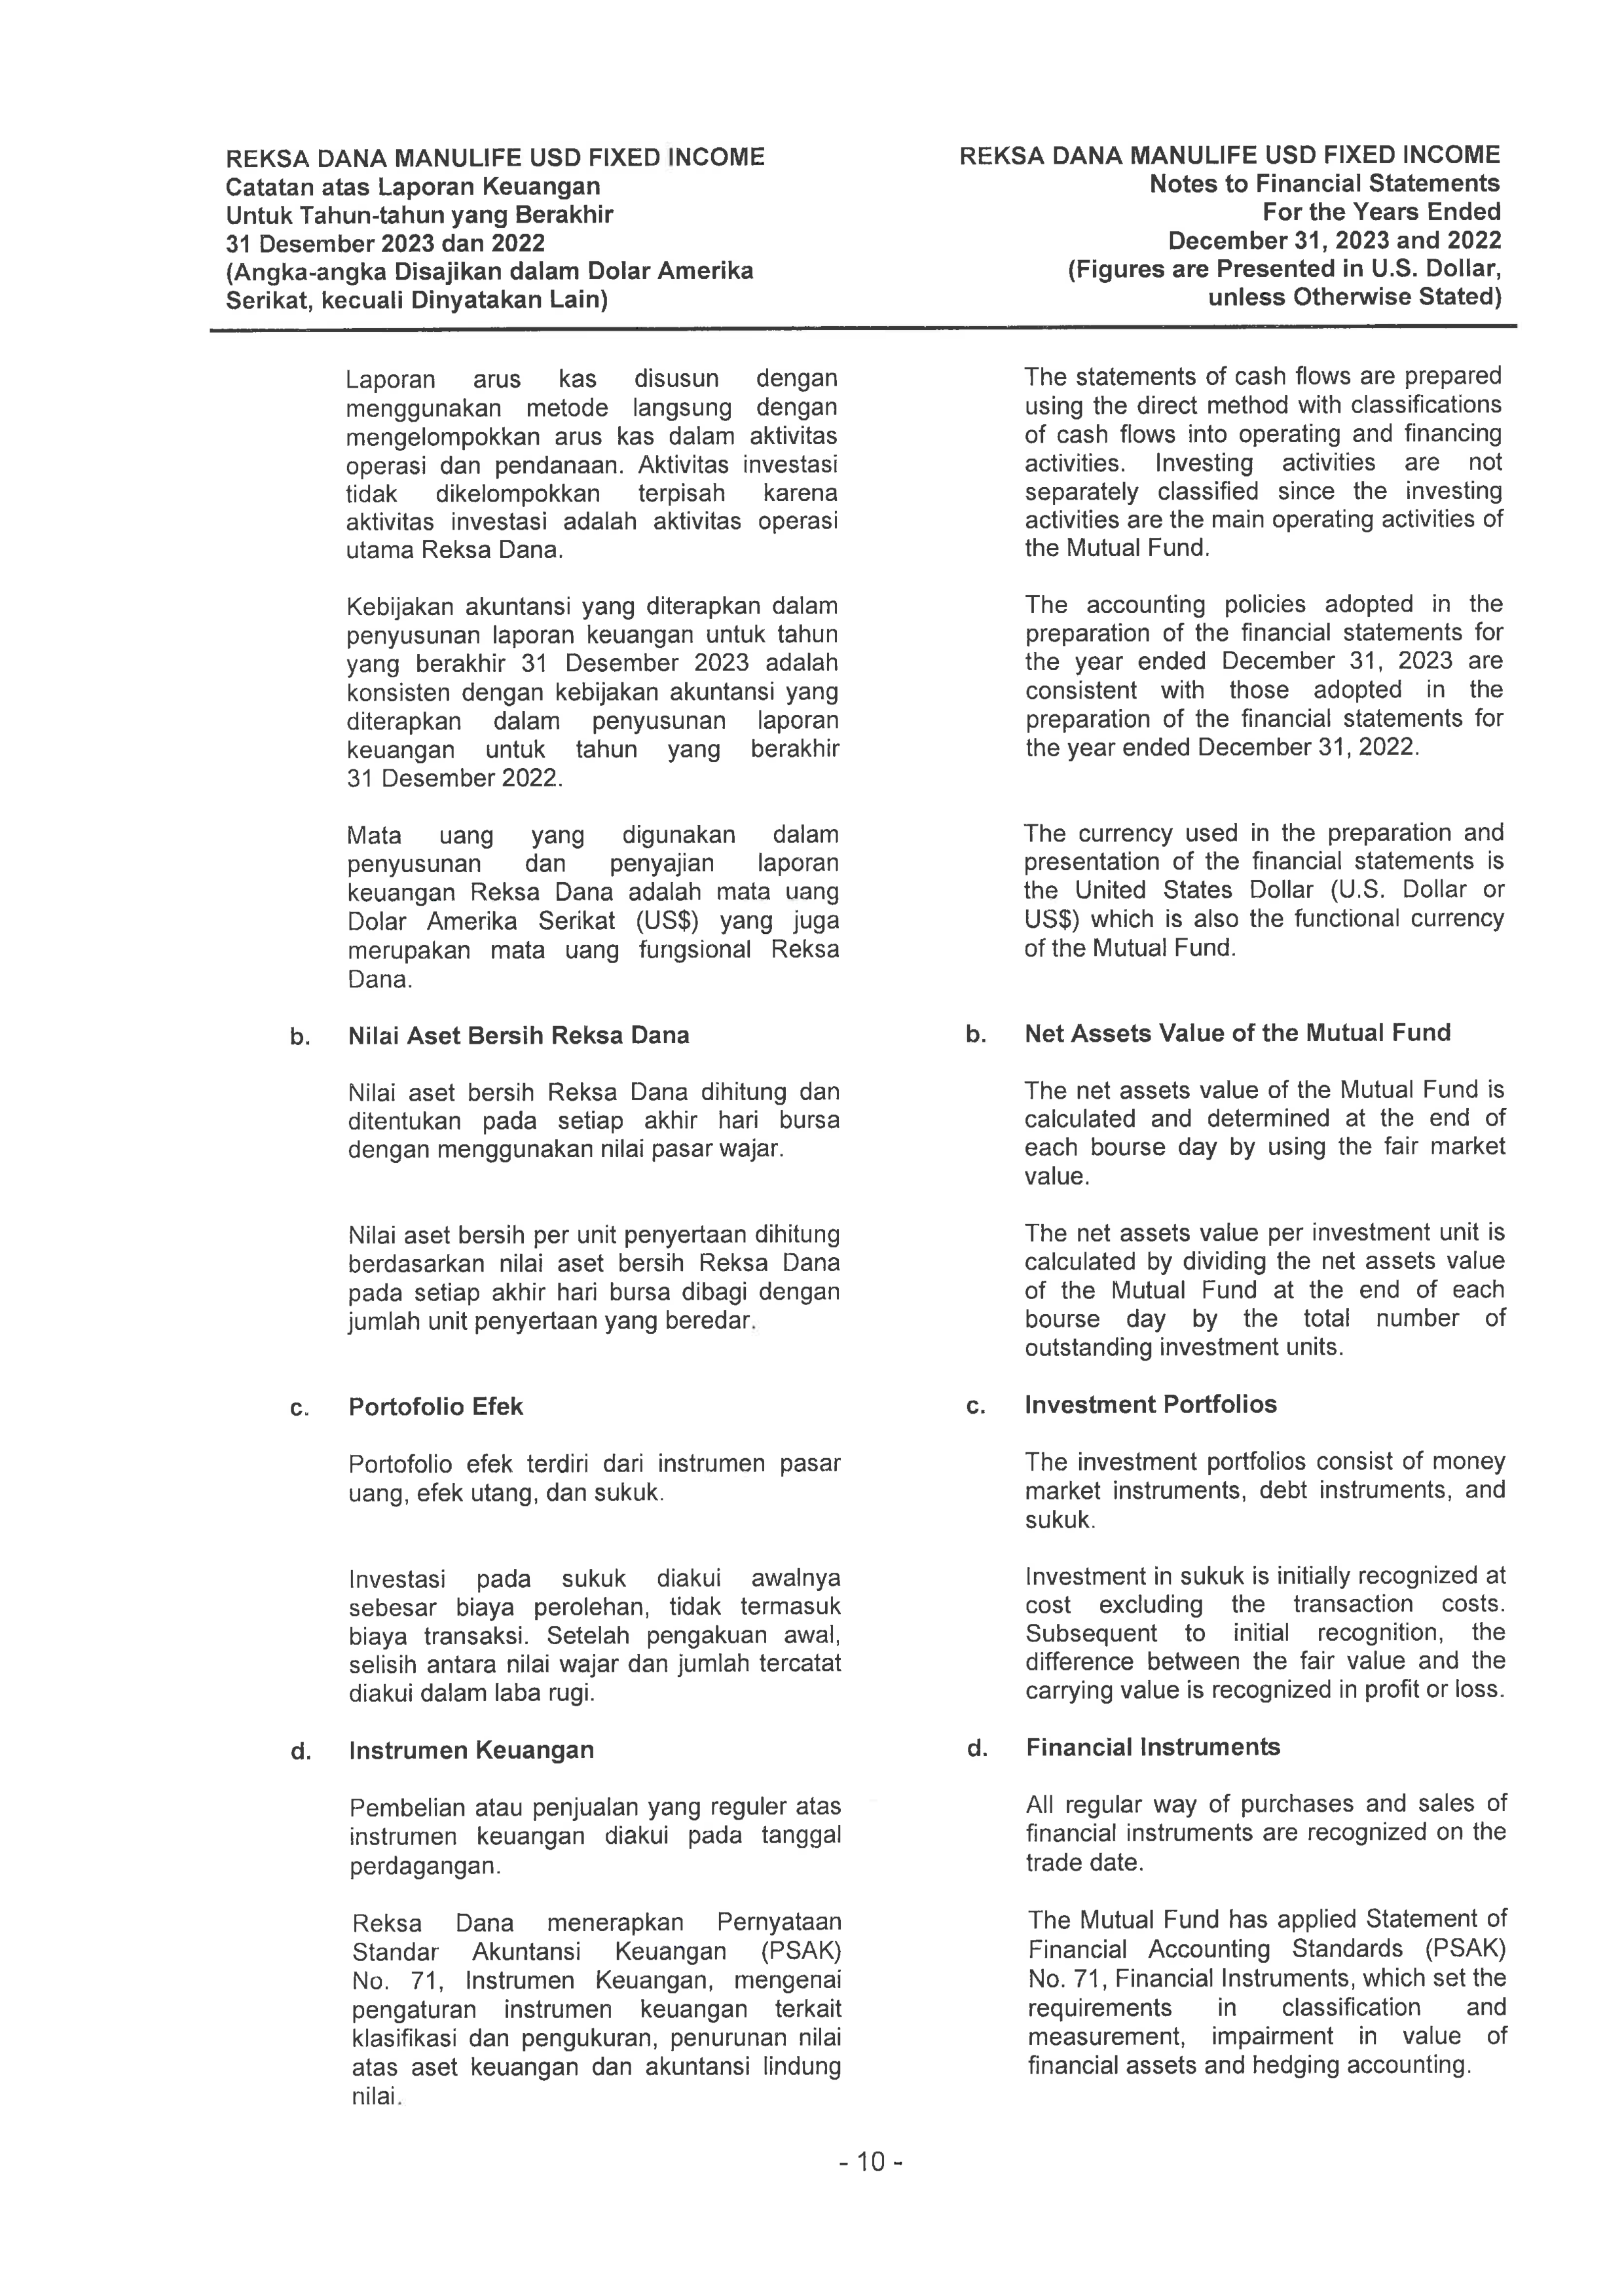 REKSA DANA MANULIFE USD FIXED INCOME
Catatan atas Laporan Keuangan
Untuk Tahun-tahun yang Berakhir
31 Desember 2023 dan 2022
(Angka-angka Disajikan dalam Dolar Amerika
Serikat, kecuali Dinyatakan Lain)
REKSA DANA MANULIFE USD FIXED INCOME
Notes to Financial Statements
For the Years Ended
December 31, 2023 and 2022
(Figures are Presented in U.S. Dollar,
unless Otherwise Stated)
Laporan arus kas disusun dengan
menggunakan metode langsung dengan
mengelompokkan arus kas dalam aktivitas
operasi dan pendanaan. Aktivitas investasi
tidak dikelompokkan terpisah karena
aktivitas investasi adalah aktivitas operasi
utama Reksa Dana.
Kebijakan akuntansi yang diterapkan dalam
penyusunan laporan keuangan untuk tahun
yang berakhir 31 Desember 2023 adalah
konsisten dengan kebijakan akuntansi yang
diterapkan dalam penyusunan laporan
keuangan untuk tahun yang berakhir
31 Desember 2022.
Mata uang yang digunakan dalam
penyusunan dan penyajian laporan
keuangan Reksa Dana adalah mata uang
Dolar Amerika Serikat (US$) yang juga
merupakan mata uang fungsional Reksa
Dana.
b. Nilai Aset Bersih Reksa Dana
Nilai aset bersih Reksa Dana dihitung dan
ditentukan pada setiap akhir hari bursa
dengan menggunakan nilai pasar wajar.
Nilai aset bersih per unit penyertaan dihitung
berdasarkan nilai aset bersih Reksa Dana
pada setiap akhir hari bursa dibagi dengan
jumlah unit penyertaan yang beredar.
c. Portofolio Efek
Portofolio efek terdiri dari instrumen pasar
uang, efek utang, dan sukuk.
Investasi pada sukuk diakui awalnya
sebesar biaya perolehan, tidak termasuk
biaya transaksi. Setelah pengakuan awal,
selisih antara nilai wajar dan jumlah tercatat
diakui dalam laba rugi.
d. Instrumen Keuangan
Pembelian atau penjualan yang reguler atas
instrumen keuangan diakui pada tanggal
perdagangan.
Reksa Dana menerapkan Pernyataan
Standar Akuntansi Keuangan (PSAK)
No. 71, Instrumen Keuangan, mengenai
pengaturan instrumen keuangan terkait
klasifikasi dan pengukuran, penurunan nilai
atas aset keuangan dan akuntansi lindung
nilai.
The statements of cash flows are prepared
using the direct method with classifications
of cash flows into operating and financing
activities. Investing activities are not
separately classified since the investing
activities are the main operating activities of
the Mutual Fund.
The accounting policies adopted in the
preparation of the financial statements for
the year ended December 31, 2023 are
consistent with those adopted in the
preparation of the financial statements for
the year ended December 31, 2022.
The currency used in the preparation and
presentation of the financial statements is
the United States Dollar (U.S. Dollar or
US$) which is also the functional currency
of the Mutual Fund.
b. Net Assets Value of the Mutual Fund
The net assets value of the Mutual Fund is
calculated and determined at the end of
each bourse day by using the fair market
value.
The net assets value per investment unit is
calculated by dividing the net assets value
of the Mutual Fund at the end of each
bourse day by the total number of
outstanding investment units.
c. Investment Portfolios
The investment portfolios consist of money
market instruments, debt instruments, and
sukuk.
Investment in sukuk is initially recognized at
cost excluding the transaction costs.
Subsequent to initial recognition, the
difference between the fair value and the
carrying value is recognized in profit or loss.
d. Financial Instruments
All regular way of purchases and sales of
financial instruments are recognized on the
trade date.
The Mutual Fund has applied Statement of
Financial Accounting Standards (PSAK)
No. 71, Financial Instruments, which set the
requirements in classification and
measurement, impairment in value of
financial assets and hedging accounting.
- 10 -